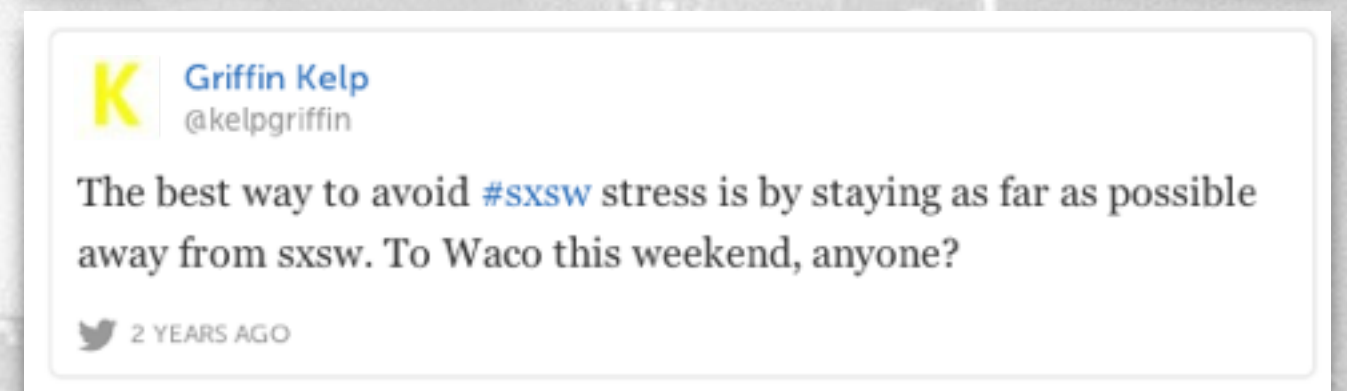 K
Griffin Kelp
@kelpgriffin
The best way to avoid #sxsw stress is by staying as far as possible
away from sxsw. To Waco this weekend, anyone?
2 YEARS AGO